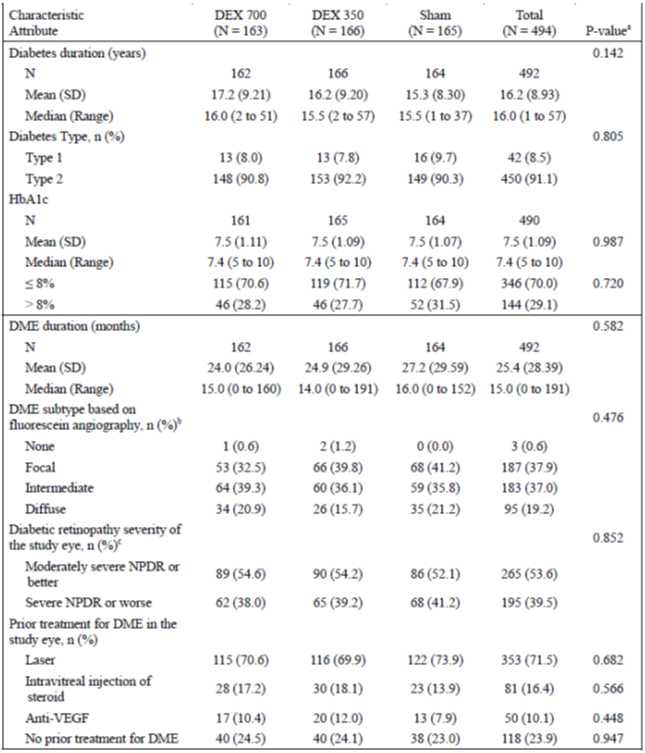 Characteristic DEX 700 DEX 350 Sham Total
Attribute (N = 163) (N = 166) (N = 165) (N = 494) P-valueª
Diabetes duration (years) 0.142
N 162 166 164 492
Mean (SD) 17.2 (9.21) 16.2 (9.20) 15.3 (8.30) 16.2 (8.93)
Median (Range) 16.0 (2 to 51) 15.5 (2 to 57) 15.5 (1 to 37) 16.0 (1 to 57)
Diabetes Type, n (%) 0.805
Type 1 13 (8.0) 13 (7.8) 16 (9.7) 42 (8.5)
Type 2 148 (90.8) 153 (92.2) 149 (90.3) 450 (91.1)
HbA1c
N 161 165 164 490
Mean (SD) 7.5 (1.11) 7.5 (1.09) 7.5 (1.07) 7.5 (1.09) 0.987
Median (Range) 7.4 (5 to 10) 7.4 (5 to 10) 7.4 (5 to 10) 7.4 (5 to 10)
≤ 8% 115 (70.6) 119 (71.7) 112 (67.9) 346 (70.0) 0.720
> 8% 46 (28.2) 46 (27.7) 52 (31.5) 144 (29.1)
DME duration (months) 0.582
N 162 166 164 492
Mean (SD) 24.0 (26.24) 24.9 (29.26) 27.2 (29.59) 25.4 (28.39)
Median (Range) 15.0 (0 to 160) 14.0 (0 to 191) 16.0 (0 to 152) 15.0 (0 to 191)
DME subtype based on
fluorescein angiography, n (%)ᵇ 0.476
None 1 (0.6) 2 (1.2) 0 (0.0) 3 (0.6)
Focal 53 (32.5) 66 (39.8) 68 (41.2) 187 (37.9)
Intermediate 64 (39.3) 60 (36.1) 59 (35.8) 183 (37.0)
Diffuse 34 (20.9) 26 (15.7) 35 (21.2) 95 (19.2)
Diabetic retinopathy severity of
the study eye, n (%)ᶜ 0.852
Moderately severe NPDR or
better 89 (54.6) 90 (54.2) 86 (52.1) 265 (53.6)
Severe NPDR or worse 62 (38.0) 65 (39.2) 68 (41.2) 195 (39.5)
Prior treatment for DME in the
study eye, n (%)
Laser 115 (70.6) 116 (69.9) 122 (73.9) 353 (71.5) 0.682
Intravitreal injection of
steroid 28 (17.2) 30 (18.1) 23 (13.9) 81 (16.4) 0.566
Anti-VEGF 17 (10.4) 20 (12.0) 13 (7.9) 50 (10.1) 0.448
No prior treatment for DME 40 (24.5) 40 (24.1) 38 (23.0) 118 (23.9) 0.947